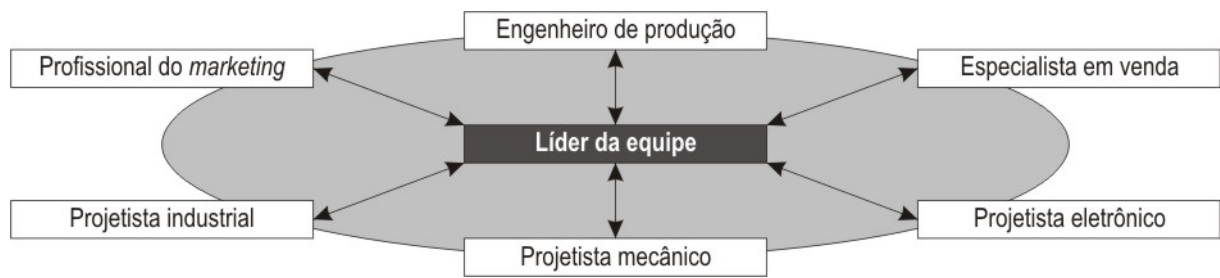 Engenheiro de produção
Profissional do marketing
Especialista em venda
Líder da equipe
Projetista industrial
Projetista eletrônico
Projetista mecânico